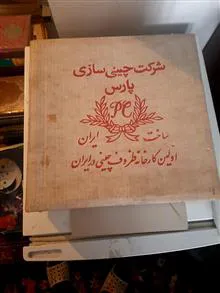 شرکت چینی سازی
پارس
PC
ساخت ایران
اولین کارخانه ظروف چینی در ایران